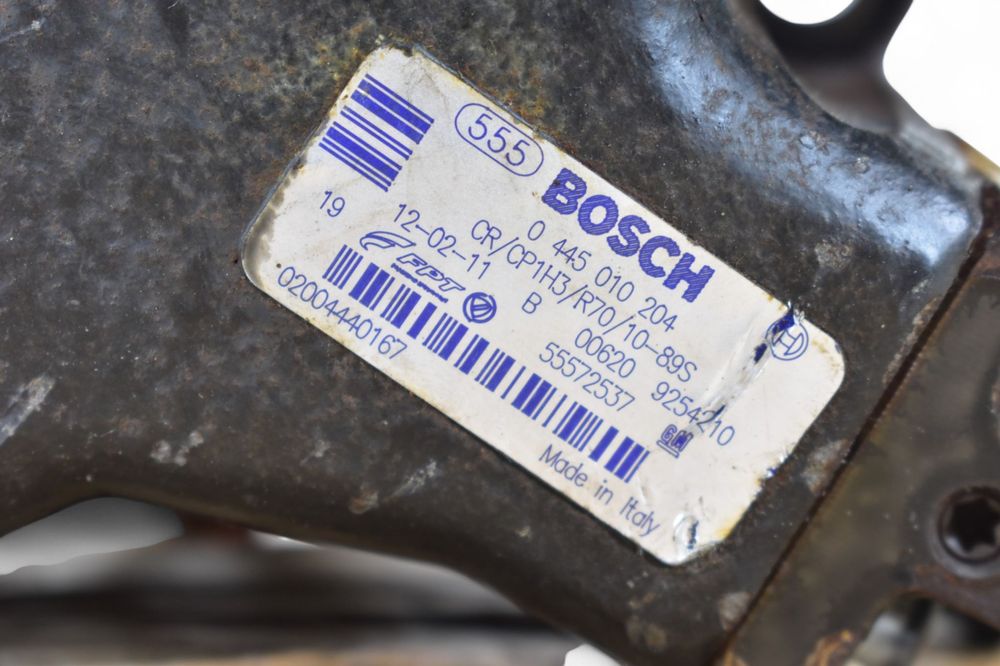 555
BOSCH
0 445 010 204
CR/CP1H3/R70/10-89S
19 12-02-11 B 00620 9254210
FPT 55572537 GM
02004440167
Made in Italy